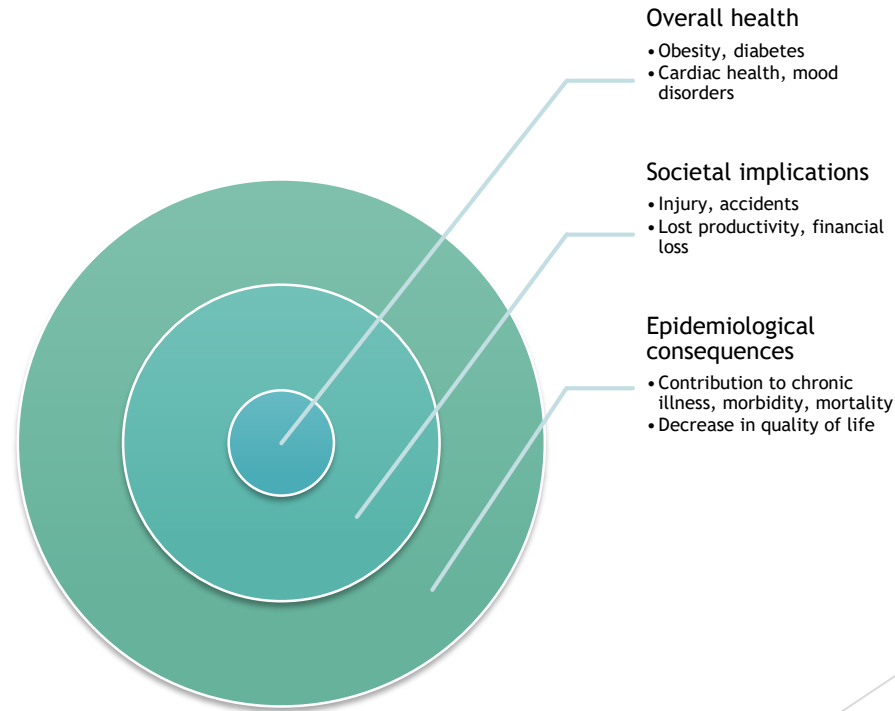 Overall health
• Obesity, diabetes
• Cardiac health, mood
disorders
Societal implications
• Injury, accidents
• Lost productivity, financial
loss
Epidemiological
consequences
• Contribution to chronic
illness, morbidity, mortality
• Decrease in quality of life